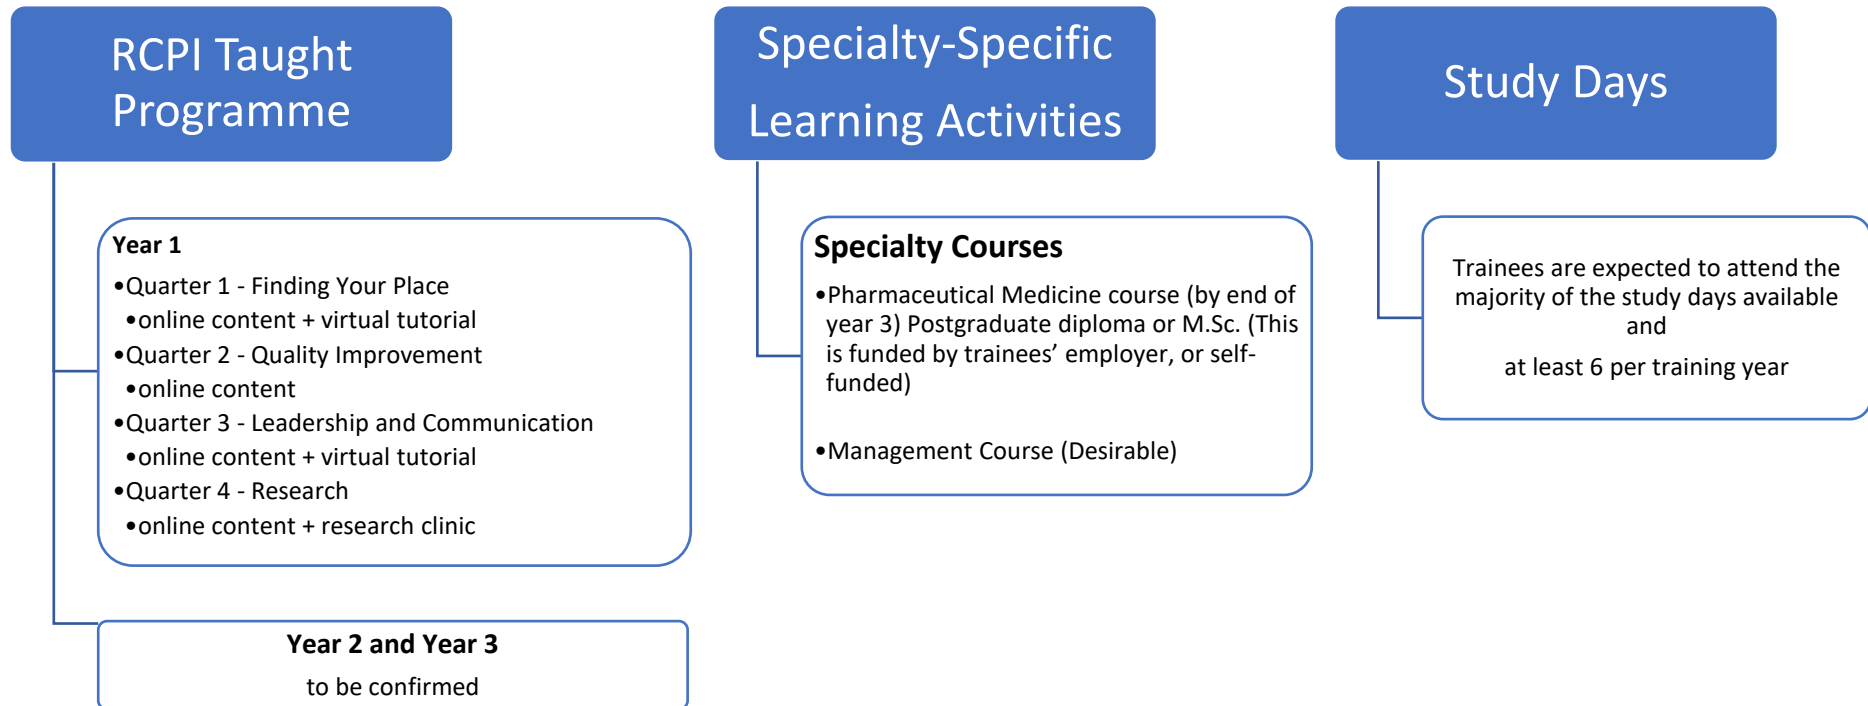 RCPI Taught
Programme
Year 1
•Quarter 1 - Finding Your Place
•online content + virtual tutorial
•Quarter 2 - Quality Improvement
•online content
•Quarter 3 - Leadership and Communication
•online content + virtual tutorial
•Quarter 4 - Research
•online content + research clinic
Year 2 and Year 3
to be confirmed
Specialty-Specific
Learning Activities
Specialty Courses
•Pharmaceutical Medicine course (by end of
year 3) Postgraduate diploma or M.Sc. (This
is funded by trainees’ employer, or self-
funded)
•Management Course (Desirable)
Study Days
Trainees are expected to attend the
majority of the study days available
and
at least 6 per training year